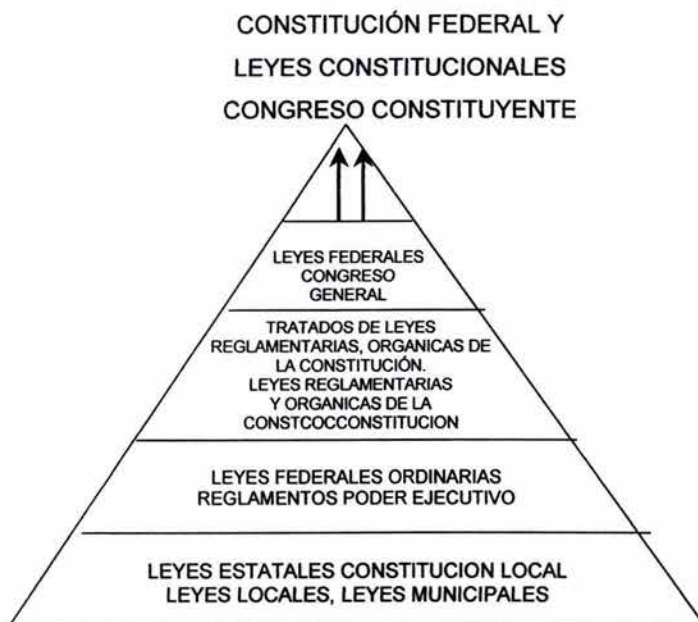 CONSTITUCIÓN FEDERAL Y
LEYES CONSTITUCIONALES
CONGRESO CONSTITUYENTE
LEYES FEDERALES
CONGRESO
GENERAL
TRATADOS DE LEYES
REGLAMENTARIAS, ORGANICAS DE
LA CONSTITUCIÓN.
LEYES REGLAMENTARIAS
Y ORGANICAS DE LA
CONSTCOCCONSTITUCION
LEYES FEDERALES ORDINARIAS
REGLAMENTOS PODER EJECUTIVO
LEYES ESTATALES CONSTITUCION LOCAL
LEYES LOCALES, LEYES MUNICIPALES